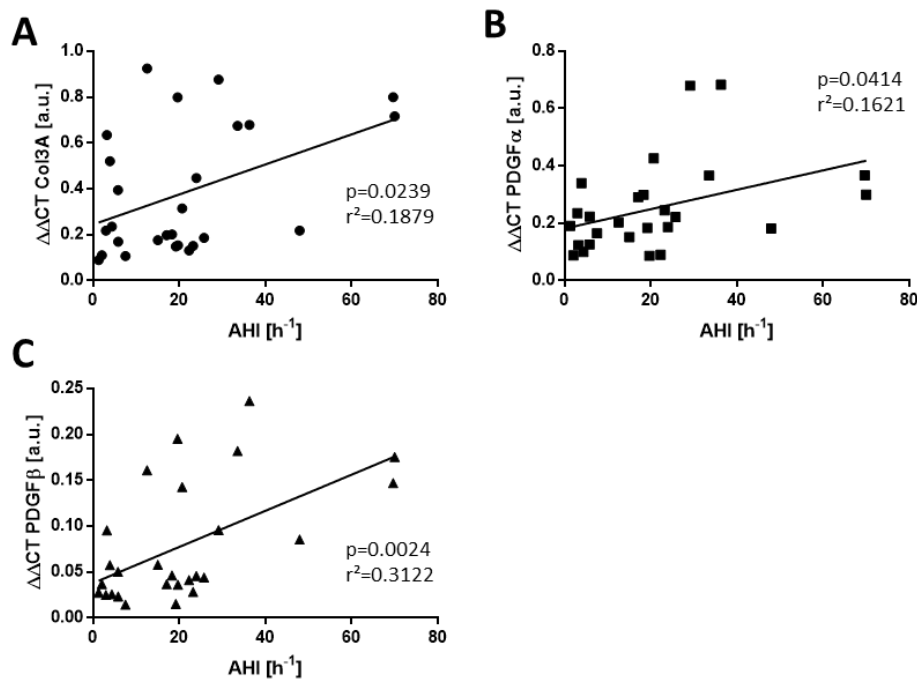 A
ΔΔCT Col3A [a.u.]
1.0
0.8
0.6
0.4
0.2
0.0
p=0.0239
r²=0.1879
0 20 40 60 80
AHI [h⁻¹]
B
ΔΔCT PDGFα [a.u.]
0.8
0.6
0.4
0.2
0.0
p=0.0414
r²=0.1621
0 20 40 60 80
AHI [h⁻¹]
C
ΔΔCT PDGFβ [a.u.]
0.25
0.20
0.15
0.10
0.05
0.00
p=0.0024
r²=0.3122
0 20 40 60 80
AHI [h⁻¹]